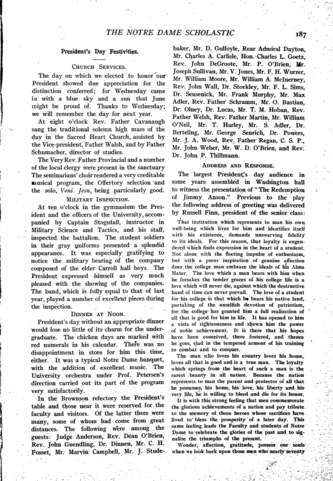 THE NOTRE DAME SCHOLASTIC
187
President's Day Festivities.
CHURCH SERVICES.
The day on which we elected to honor our
President showed due appreciation for the
distinction conferred; for Wednesday came
in with a blue sky and a sun that June
might be proud of. Thanks to Wednesday;
we will remember the day for next year.
At eight o'clock Rev. Father Cavanaugh
sang the traditional solemn high mass of the
day in the Sacred Heart Church, assisted by
the Vice-president, Father Walsh, and by Father
Schumacher, director of studies.
The Very Rev. Father Provincial and a number
of the local clergy were present in the sanctuary.
The seminarians' choir rendered a very creditable
musical program, the Offertory selection and
the solo, Veni Jesu, being particularly good.
MILITARY INSPECTION.
At ten o'clock in the gymnasium the Pres-
ident and the officers of the University, accom-
panied by Captain Stogsdall, instructor in
Military Science and Tactics, and his staff,
inspected the battalion. The student soldiers
in their gray uniforms presented a splendid
appearance. It was especially gratifying to
notice the military bearing of the company
composed of the older Carroll hall boys. The
President expressed himself as very much
pleased with the showing of the companies.
The band, which is fully equal to that of last
year, played a number of excellent pieces during
the inspection.
DINNER AT NOON.
President's day without an appropriate dinner
would lose no little of its charm for the under-
graduate. The chicken days are marked with
red numerals in his calendar. There was no
disappointment in store for him this time,
either. It was a typical Notre Dame banquet,
with the addition of excellent music. The
University orchestra under Prof. Petersen's
direction carried out its part of the program
very satisfactorily.
In the Brownson refectory the President's
table and those near it were reserved for the
faculty and visitors. Of the latter there were
many, some of whom had come from great
distances. The following were among the
guests: Judge Anderson, Rev. Dean O'Brien,
Rev. John Guendling, Dr. Dinnen, Mr. C. H.
Fosset, Mr. Marvin Campbell, Mr. J. Stude-
baker, Mr. D. Guilfoyle, Rear Admiral Dayton,
Mr. Charles A. Carlisle, Hon. Charles L. Goetz,
Rev. John DeGroote, Mr. P. O'Brien, Mr.
Joseph Sullivan, Mr. V. Jones, Mr. F. H. Wurzer,
Mr. William Moore, Mr. William A. McInerney,
Rev. John Wall, Dr. Stockley, Mr. F. L. Sims,
Dr. Sensenich, Mr. Frank Murphy, Mr. Max
Adler, Rev. Father Schramm, Mr. O. Bastian,
Dr. Olney, Dr. Lucas, Mr. T. M. Hoban, Rev.
Father Welsh, Rev. Father Martin, Mr. William
O'Neill, Mr. T. Hurley, Mr. S. Adler, Dr.
Berteling, Mr. George Senrich, Dr. Powers,
Mr. J. A. Wood, Rev. Father Regan, C. S. P.,
Mr. John Weber, Mr. W. D. O'Brien, and Rev.
Dr. John P. Thillmann.
ADDRESS AND RESPONSE.
The largest President's day audience in
some years assembled in Washington hall
to witness the presentation of "The Redemption
of Jimmy Anson." Previous to the play
the following address of greeting was delivered
by Russell Finn, president of the senior class:
That institution which represents to man his own
well-being which lives for him and identifies itself
with his existence, demands unswerving fidelity
to its ideals. For this reason, that loyalty is engen-
dered which finds expression in the heart of a student.
Not alone with the fleeting impulse of enthusiasm,
but with a pure inspiration of genuine affection
does the college man embrace the ideals of his Alma
Mater. The love which a man bears with him when
he leaves the tender graces of his college life is a
love which will never die, against which the destructive
hand of time can never prevail. The love of a student
for his college is that which he bears his native land,
partaking of the unselfish devotion of patriotism,
for the college has granted him a full realization of
all that is good for him in life. It has opened to him
a vista of righteousness and shown him the power
of noble achievement. It is there that his hopes
have been conceived, there fostered, and thence
he goes, clad in the tempered armour of his training
to combat and to conquer.
The man who loves his country loves his home,
loves all that is good and is a true man. The loyalty
which springs from the heart of such a man is the
rarest beauty in all nature. Because the nation
represents to man the parent and protector of all that
he possesses, his home, his love, his liberty and his
very life, he is willing to bleed and die for its honor.
It is with this strong feeling that men commemorate
the glorious achievements of a nation and pay tribute
to the memory of those heroes whose sacrifices have
lived to bless the prosperity of a later day. This
same feeling leads the Faculty and students of Notre
Dame to celebrate the glories of the past and to sig-
nalize the triumphs of the present.
Wonder, affection, gratitude, possess our souls
when we look back upon those men who nearly seventy